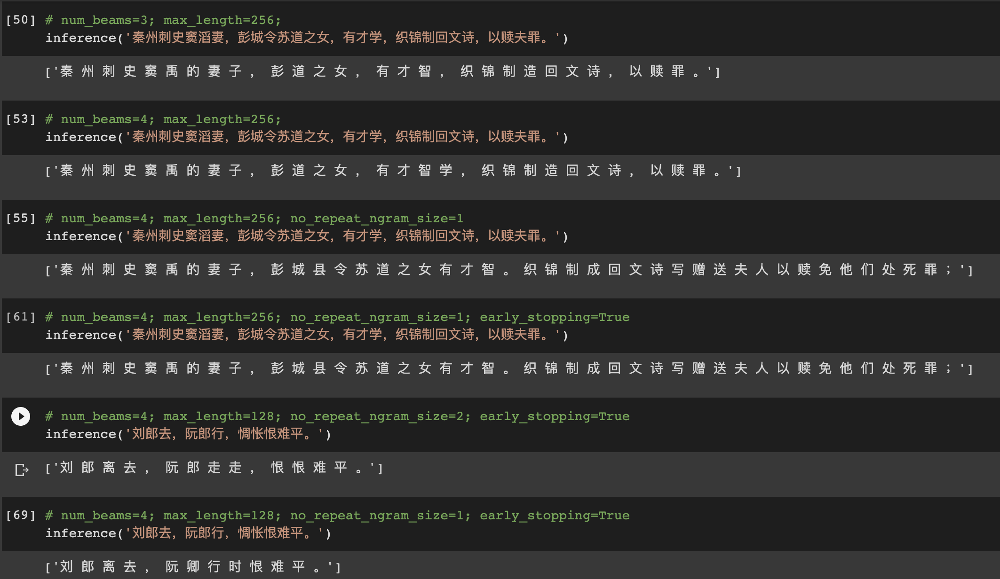 [50] # num_beams=3; max_length=256;
inference('秦州刺史窦滔妻，彭城令苏道之女，有才学，织锦制回文诗，以赎夫罪。')
['秦 州 刺 史 窦 禹 的 妻 子 ， 彭 道 之 女 ， 有 才 智 ， 织 锦 制 造 回 文 诗 ， 以 赎 罪 。']
[53] # num_beams=4; max_length=256;
inference('秦州刺史窦滔妻，彭城令苏道之女，有才学，织锦制回文诗，以赎夫罪。')
['秦 州 刺 史 窦 禹 的 妻 子 ， 彭 道 之 女 ， 有 才 智 学 ， 织 锦 制 造 回 文 诗 ， 以 赎 罪 。']
[55] # num_beams=4; max_length=256; no_repeat_ngram_size=1
inference('秦州刺史窦滔妻，彭城令苏道之女，有才学，织锦制回文诗，以赎夫罪。')
['秦 州 刺 史 窦 禹 的 妻 子 ， 彭 城 县 令 苏 道 之 女 有 才 智 。 织 锦 制 成 回 文 诗 写 赠 送 夫 人 以 赎 免 他 们 处 死 罪 ；']
[61] # num_beams=4; max_length=256; no_repeat_ngram_size=1; early_stopping=True
inference('秦州刺史窦滔妻，彭城令苏道之女，有才学，织锦制回文诗，以赎夫罪。')
['秦 州 刺 史 窦 禹 的 妻 子 ， 彭 城 县 令 苏 道 之 女 有 才 智 。 织 锦 制 成 回 文 诗 写 赠 送 夫 人 以 赎 免 他 们 处 死 罪 ；']
# num_beams=4; max_length=128; no_repeat_ngram_size=2; early_stopping=True
inference('刘郎去，阮郎行，惆怅恨难平。')
['刘 郎 离 去 ， 阮 郎 走 走 ， 恨 恨 难 平 。']
[69] # num_beams=4; max_length=128; no_repeat_ngram_size=1; early_stopping=True
inference('刘郎去，阮郎行，惆怅恨难平。')
['刘 郎 离 去 ， 阮 卿 行 时 恨 难 平 。']